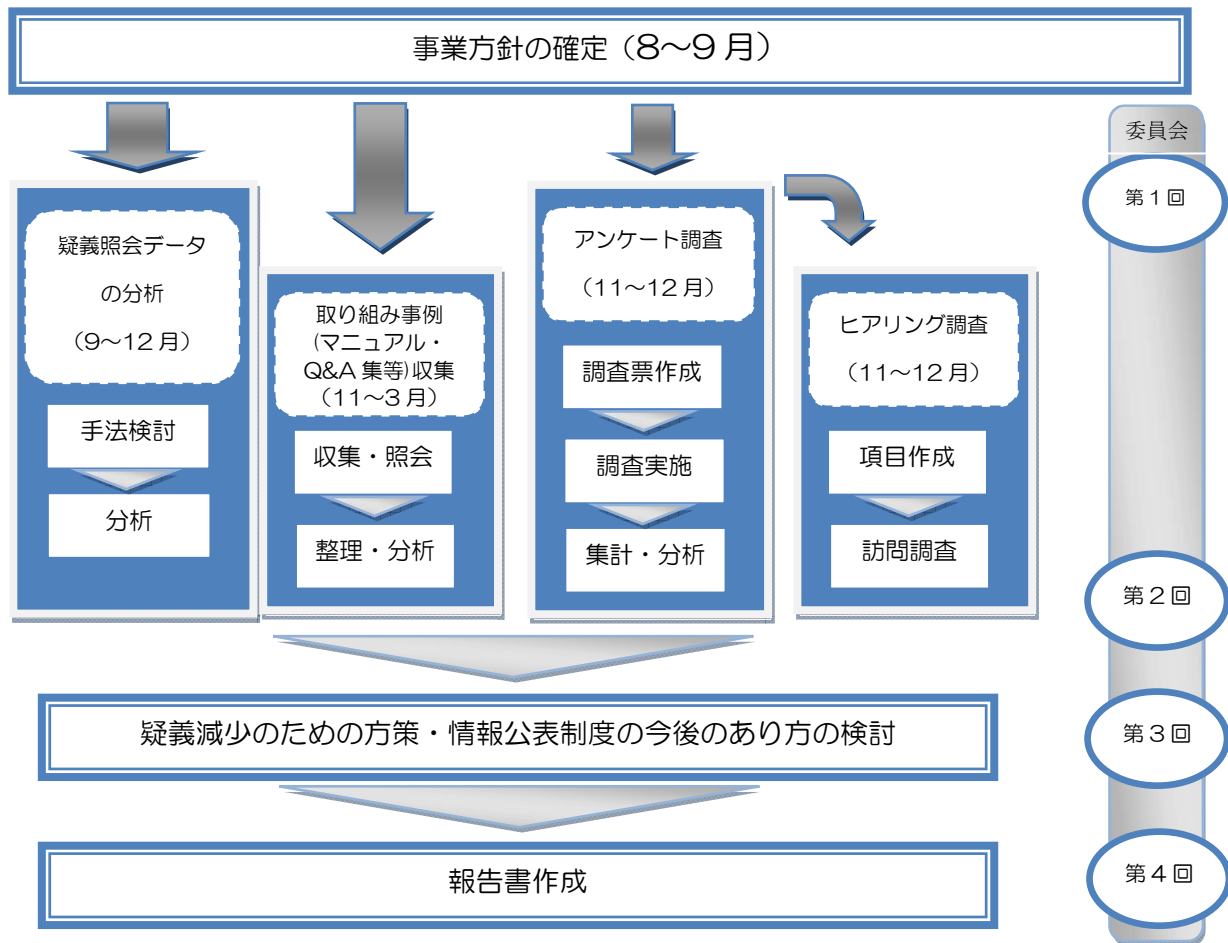 事業方針の確定（8～9月）
疑義照会データ
の分析
（9～12月）
手法検討
分析
取り組み事例
(マニュアル・
Q&A集等)収集
（11～3月）
収集・照会
整理・分析
アンケート調査
（11～12月）
調査票作成
調査実施
集計・分析
ヒアリング調査
（11～12月）
項目作成
訪問調査
疑義減少のための方策・情報公表制度の今後のあり方の検討
報告書作成
委員会
第1回
第2回
第3回
第4回